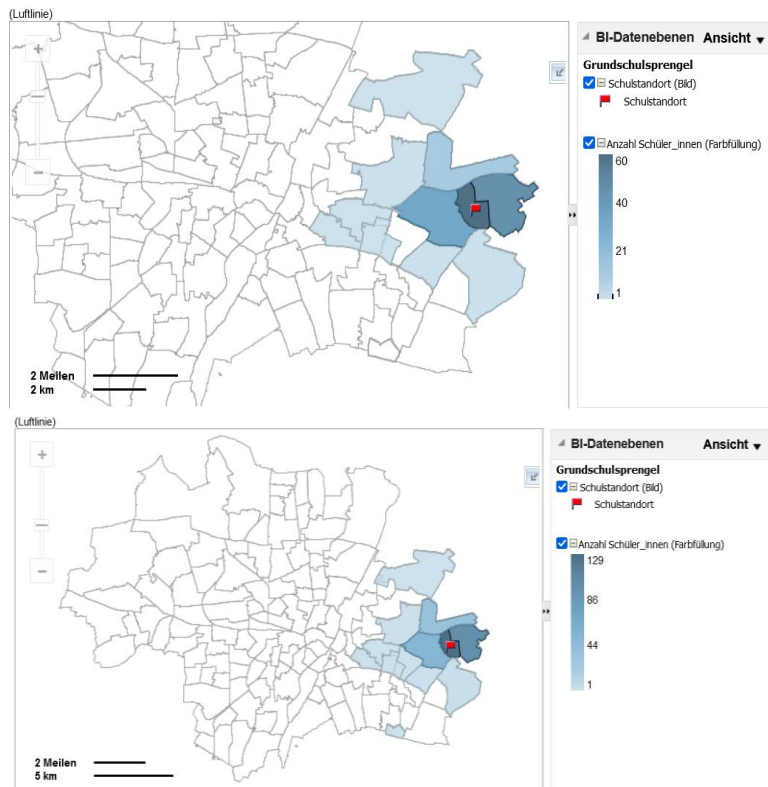 (Luftlinie)
BI-Datenebenen Ansicht
Grundschulsprengel
Schulstandort (Bild)
Schulstandort
Anzahl Schüler_innen (Farbfüllung)
60
40
21
1
2 Meilen
2 km
(Luftlinie)
BI-Datenebenen Ansicht
Grundschulsprengel
Schulstandort (Bild)
Schulstandort
Anzahl Schüler_innen (Farbfüllung)
129
86
44
1
2 Meilen
5 km